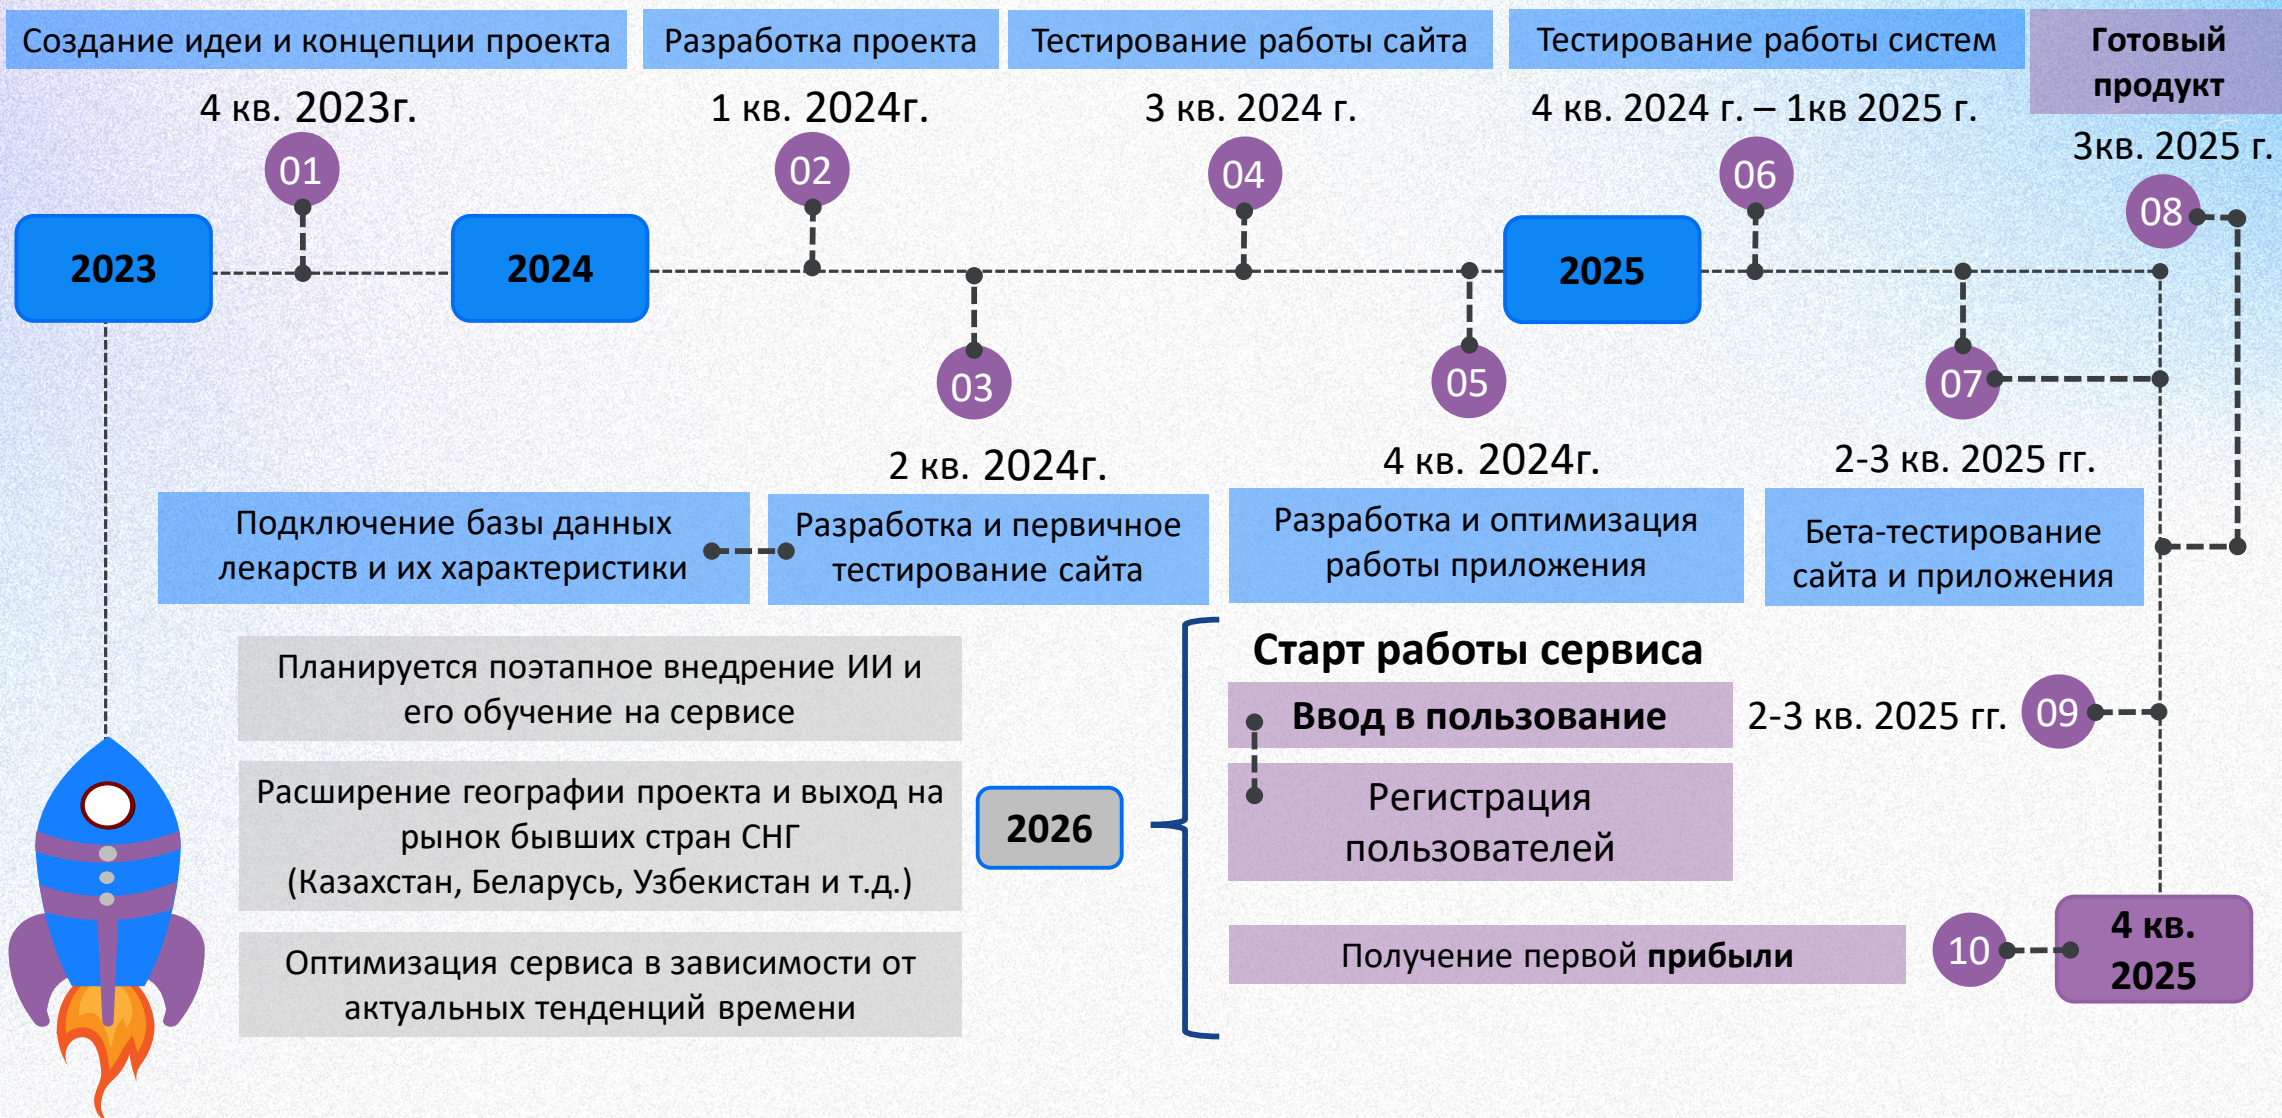 Создание идеи и концепции проекта
4 кв. 2023г.
01
Разработка проекта
1 кв. 2024г.
02
Тестирование работы сайта
3 кв. 2024 г.
04
Тестирование работы систем
4 кв. 2024 г. – 1кв 2025 г.
06
Готовый
продукт
3кв. 2025 г.
08
2023
2024
2025
03
2 кв. 2024г.
05
4 кв. 2024г.
07
2-3 кв. 2025 гг.
Подключение базы данных
лекарств и их характеристики
Разработка и первичное
тестирование сайта
Разработка и оптимизация
работы приложения
Бета-тестирование
сайта и приложения
Планируется поэтапное внедрение ИИ и
его обучение на сервисе
Расширение географии проекта и выход на
рынок бывших стран СНГ
(Казахстан, Беларусь, Узбекистан и т.д.)
Оптимизация сервиса в зависимости от
актуальных тенденций времени
2026
Старт работы сервиса
Ввод в пользование
2-3 кв. 2025 гг.
09
Регистрация
пользователей
Получение первой прибыли
10
4 кв.
2025